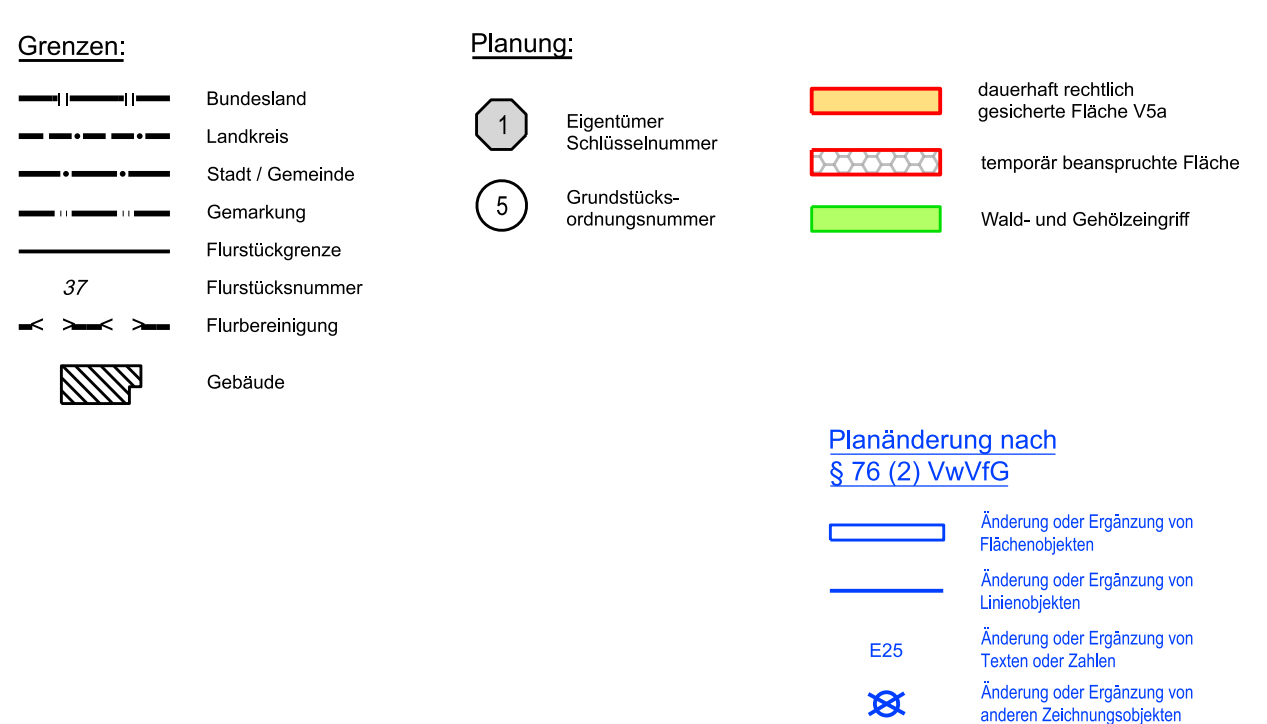 Grenzen:
Bundesland
Landkreis
Stadt / Gemeinde
Gemarkung
Flurstückgrenze
37
Flurstücksnummer
Flurbereinigung
Gebäude
Planung:
1
Eigentümer
Schlüsselnummer
5
Grundstücks-
ordnungsnummer
dauerhaft rechtlich
gesicherte Fläche V5a
temporär beanspruchte Fläche
Wald- und Gehölzeingriff
Planänderung nach
§ 76 (2) VwVfG
Änderung oder Ergänzung von
Flächenobjekten
Änderung oder Ergänzung von
Linienobjekten
E25
Änderung oder Ergänzung von
Texten oder Zahlen
Änderung oder Ergänzung von
anderen Zeichnungsobjekten